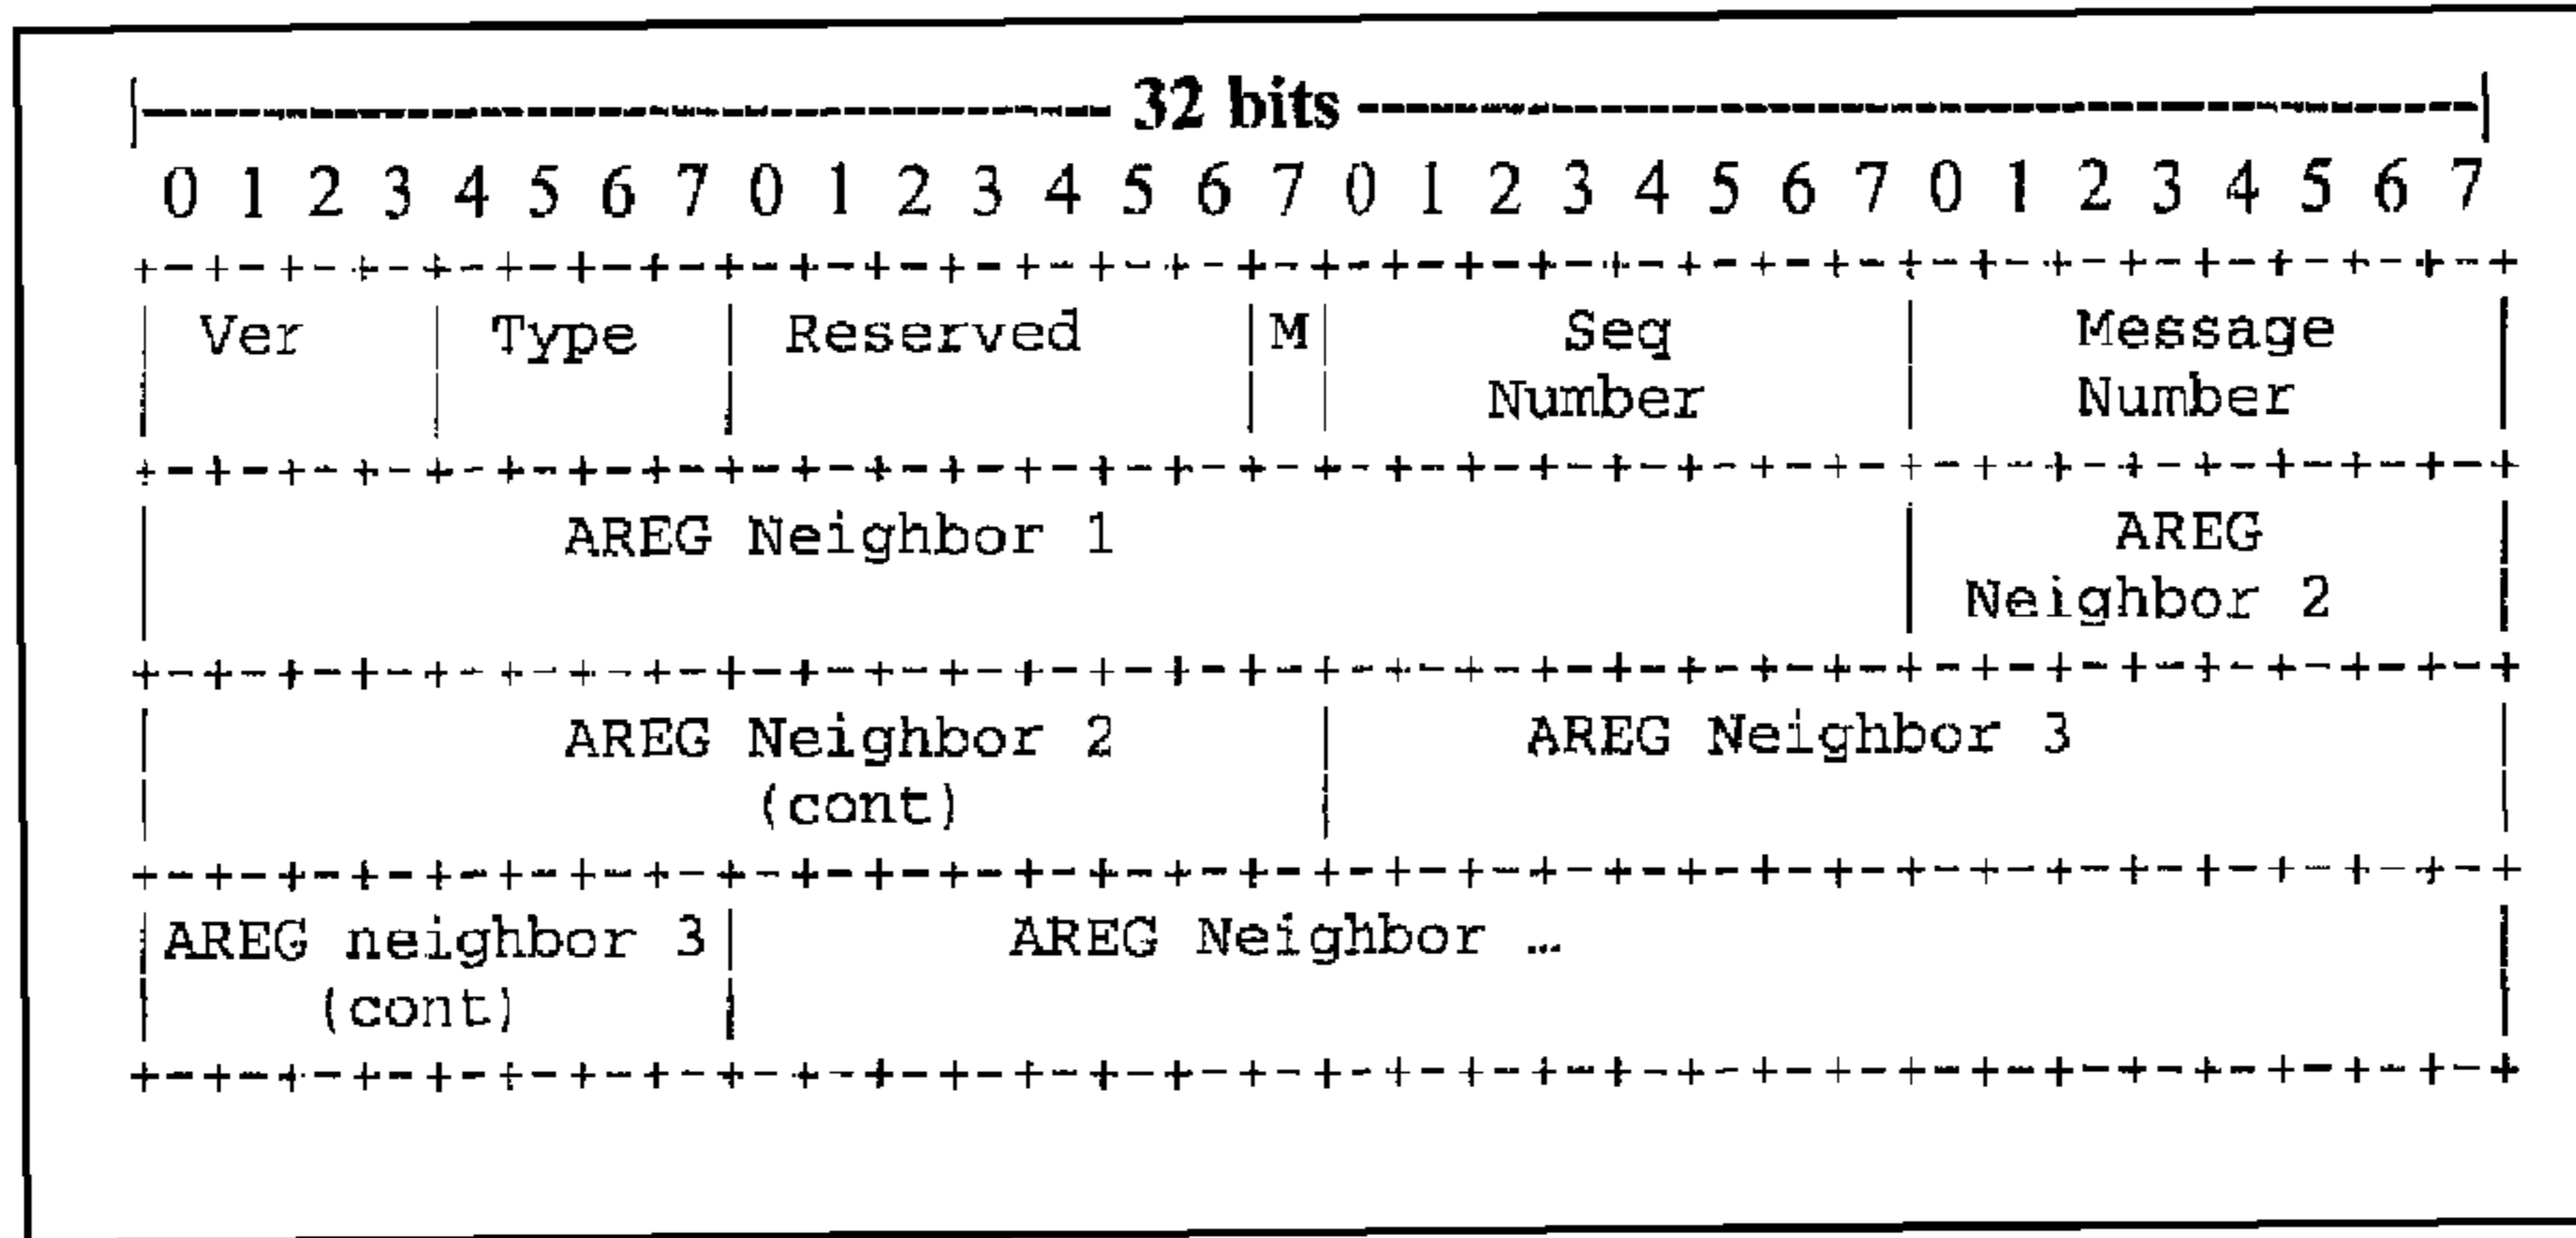 |---------------------------- 32 bits ----------------------------|
0 1 2 3 4 5 6 7 0 1 2 3 4 5 6 7 0 1 2 3 4 5 6 7 0 1 2 3 4 5 6 7
+-+-+-+-+-+-+-+-+-+-+-+-+-+-+-+-+-+-+-+-+-+-+-+-+-+-+-+-+-+-+-+-+
| Ver | Type | Reserved |M| Seq | Message |
Number | Number
+-+-+-+-+-+-+-+-+-+-+-+-+-+-+-+-+-+-+-+-+-+-+-+-+-+-+-+-+-+-+-+-+
| AREG Neighbor 1 | AREG |
Neighbor 2
+-+-+-+-+-+-+-+-+-+-+-+-+-+-+-+-+-+-+-+-+-+-+-+-+-+-+-+-+-+-+-+-+
| AREG Neighbor 2 | AREG Neighbor 3 |
(cont)
+-+-+-+-+-+-+-+-+-+-+-+-+-+-+-+-+-+-+-+-+-+-+-+-+-+-+-+-+-+-+-+-+
|AREG neighbor 3| AREG Neighbor … |
(cont)
+-+-+-+-+-+-+-+-+-+-+-+-+-+-+-+-+-+-+-+-+-+-+-+-+-+-+-+-+-+-+-+-+